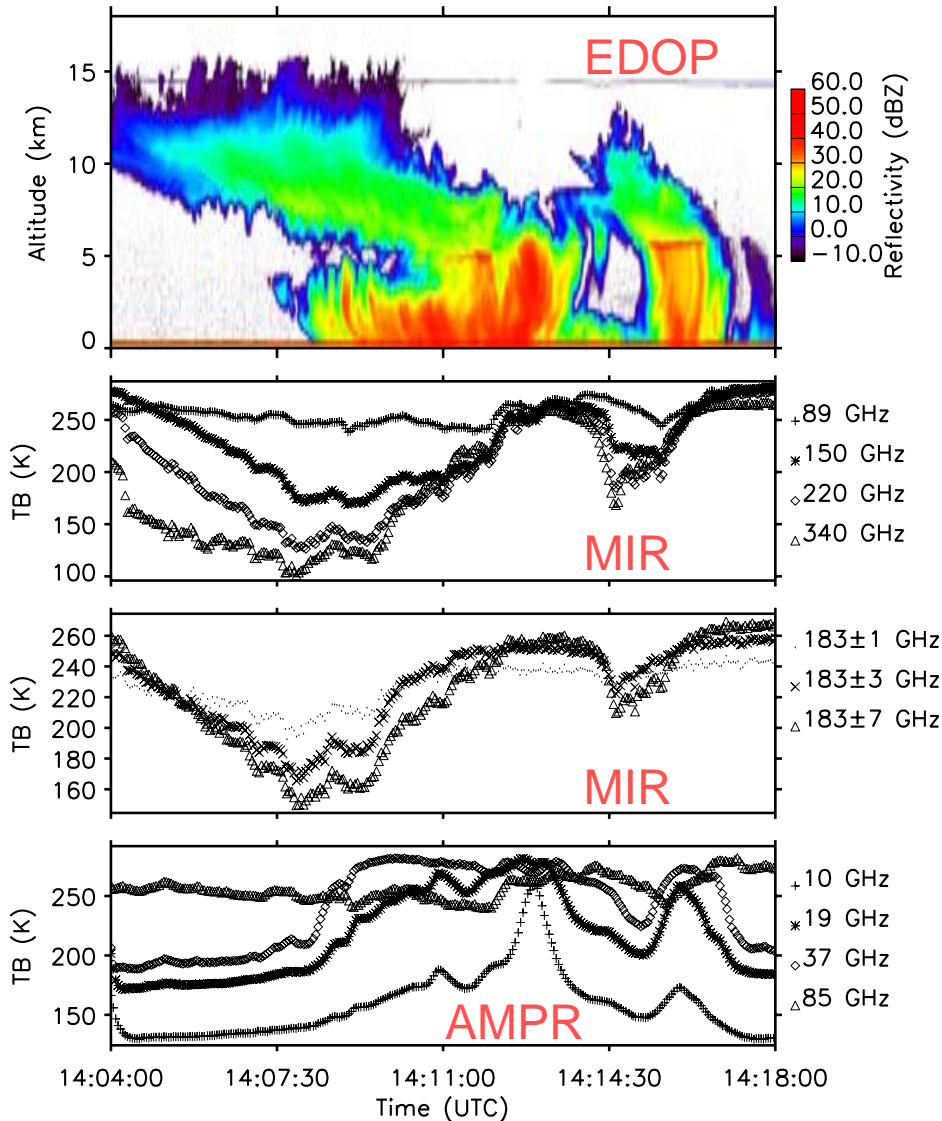 EDOP
15
10
5
0
Altitude (km)
60.0
50.0
40.0
30.0
20.0
10.0
0.0
−10.0
Reflectivity (dBZ)
250
200
150
100
TB (K)
MIR
89 GHz
150 GHz
220 GHz
340 GHz
260
240
220
200
180
160
TB (K)
MIR
183±1 GHz
183±3 GHz
183±7 GHz
250
200
150
TB (K)
AMPR
10 GHz
19 GHz
37 GHz
85 GHz
14:04:00 14:07:30 14:11:00 14:14:30 14:18:00
Time (UTC)